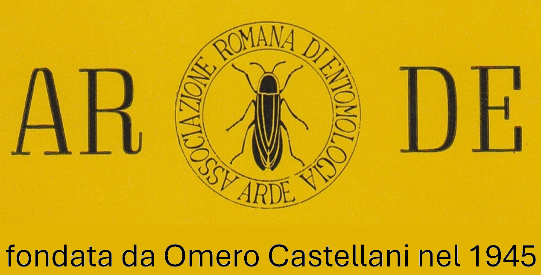 AR DE
ASSOCIAZIONE ROMANA DI ENTOMOLOGIA
ARDE
fondata da Omero Castellani nel 1945